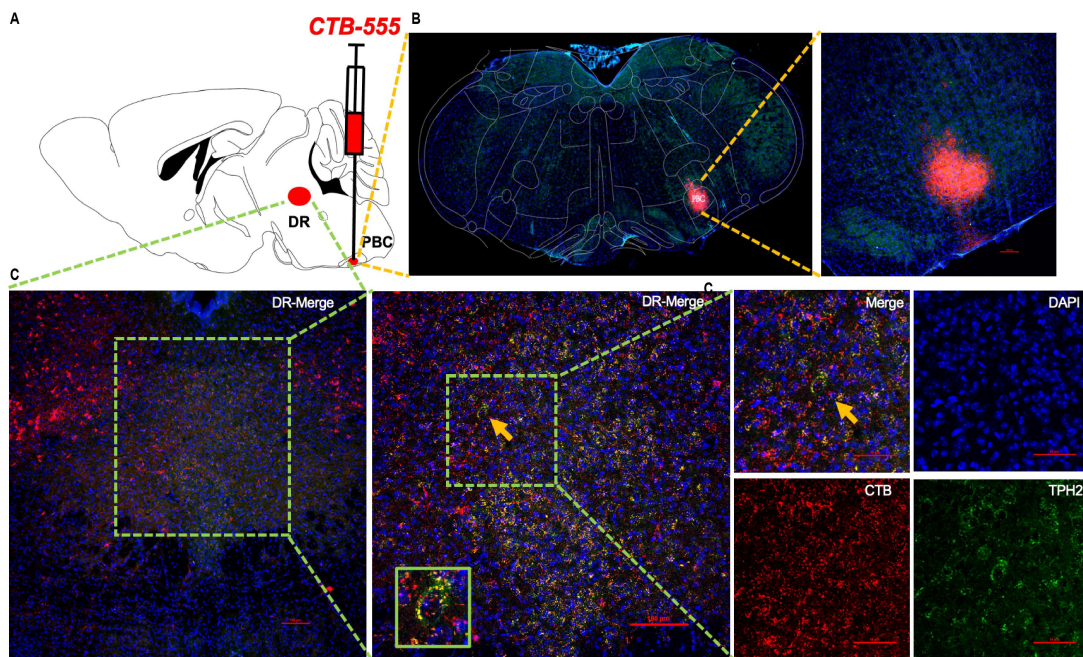 A
CTB-555
DR
PBC
B
PBC
C
DR-Merge
DR-Merge
100 μm
C
Merge
DAPI
CTB
TPH2